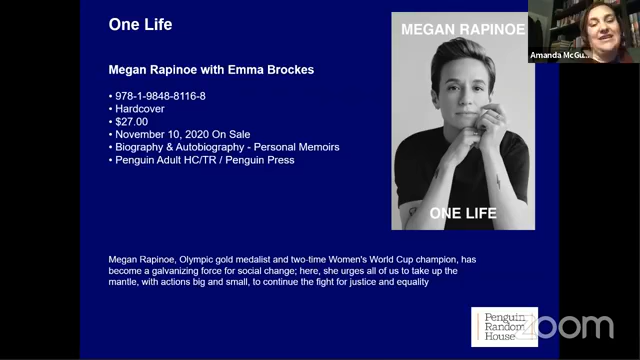 One Life
Megan Rapinoe with Emma Brockes
• 978-1-9848-8116-8
• Hardcover
• $27.00
• November 10, 2020 On Sale
• Biography & Autobiography - Personal Memoirs
• Penguin Adult HC/TR / Penguin Press
MEGAN RAPINOE
ONE LIFE
Amanda McGu...
Megan Rapinoe, Olympic gold medalist and two-time Women's World Cup champion, has
become a galvanizing force for social change; here, she urges all of us to take up the
mantle, with actions big and small, to continue the fight for justice and equality
Penguin
Random
House
zoom